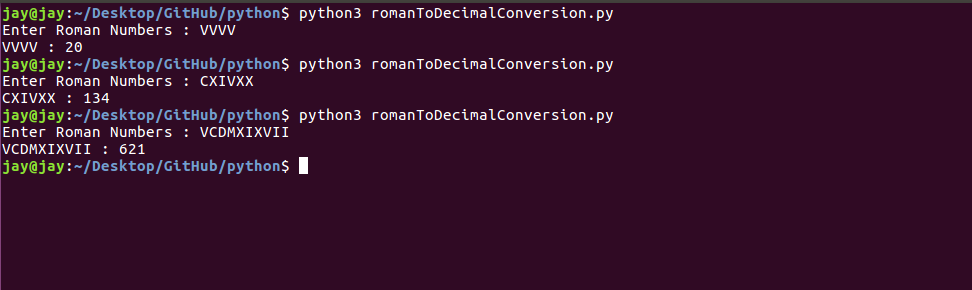 jay@jay:~/Desktop/GitHub/python$ python3 romanToDecimalConversion.py
Enter Roman Numbers : VVVV
VVVV : 20
jay@jay:~/Desktop/GitHub/python$ python3 romanToDecimalConversion.py
Enter Roman Numbers : CXIVXX
CXIVXX : 134
jay@jay:~/Desktop/GitHub/python$ python3 romanToDecimalConversion.py
Enter Roman Numbers : VCDMXIXVII
VCDMXIXVII : 621
jay@jay:~/Desktop/GitHub/python$